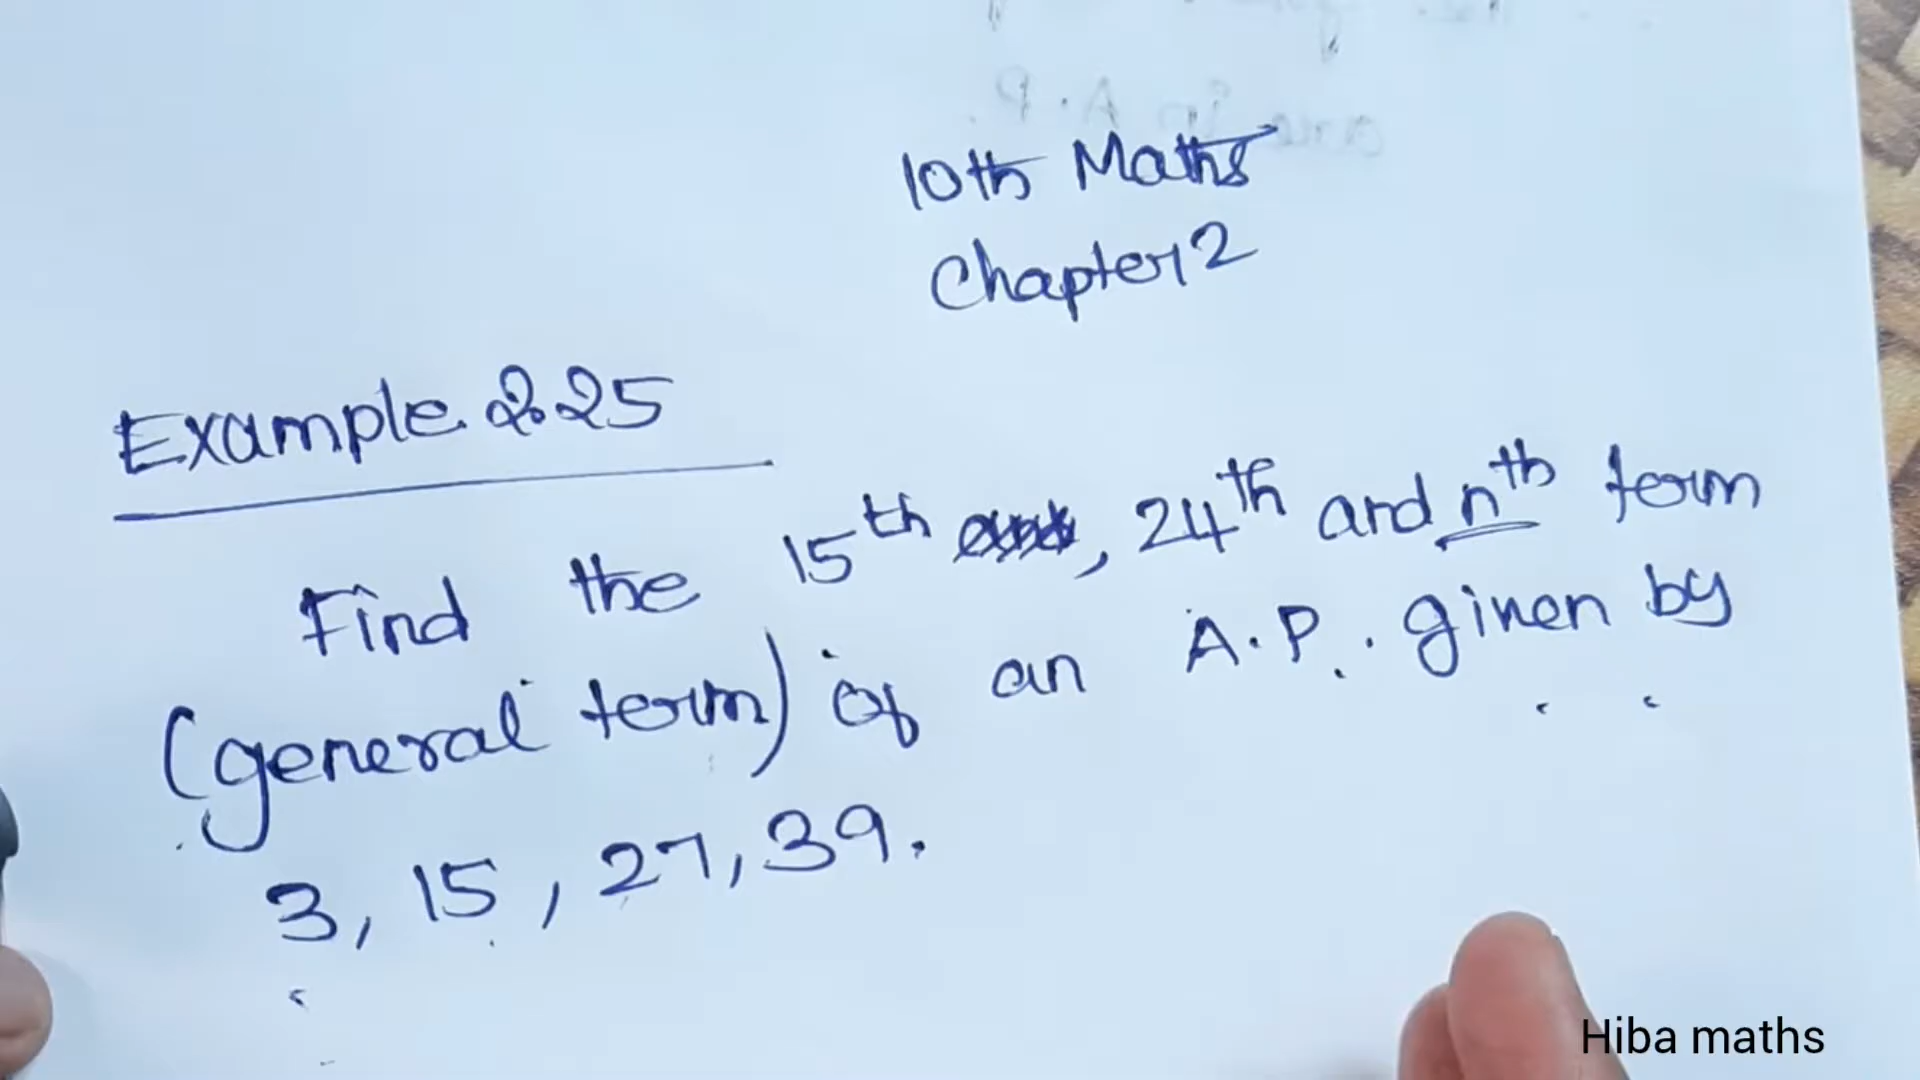 10th Maths
Chapter 2
Example 2.25
Find the 15th, 24th and nth term
(general term) of an A.P. given by
3, 15, 27, 39.
Hiba maths